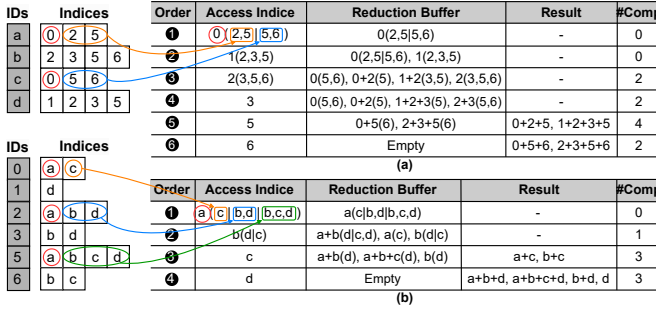 IDs Indices
a 0 2 5
b 2 3 5 6
c 0 5 6
d 1 2 3 5
Order Access Indice Reduction Buffer Result #Comp
❶ 0(2,5|5,6) 0(2,5|5,6) - 0
❷ 1(2,3,5) 0(2,5|5,6), 1(2,3,5) - 0
❸ 2(3,5,6) 0(5,6), 0+2(5), 1+2(3,5), 2(3,5,6) - 2
❹ 3 0(5,6), 0+2(5), 1+2+3(5), 2+3(5,6) - 2
❺ 5 0+5(6), 2+3+5(6) 0+2+5, 1+2+3+5 4
❻ 6 Empty 0+5+6, 2+3+5+6 2
(a)
Indices
0 a c
1 d
2 a b d
3 b d
5 a b c d
6 b c
Order Access Indice Reduction Buffer Result #Comp
❶ a(c|b,d|b,c,d) a(c|b,d|b,c,d) - 0
❷ b(d|c) a+b(d|c,d), a(c), b(d|c) - 1
❸ c a+b(d), a+b+c(d), b(d) a+c, b+c 3
❹ d Empty a+b+d, a+b+c+d, b+d, d 3
(b)